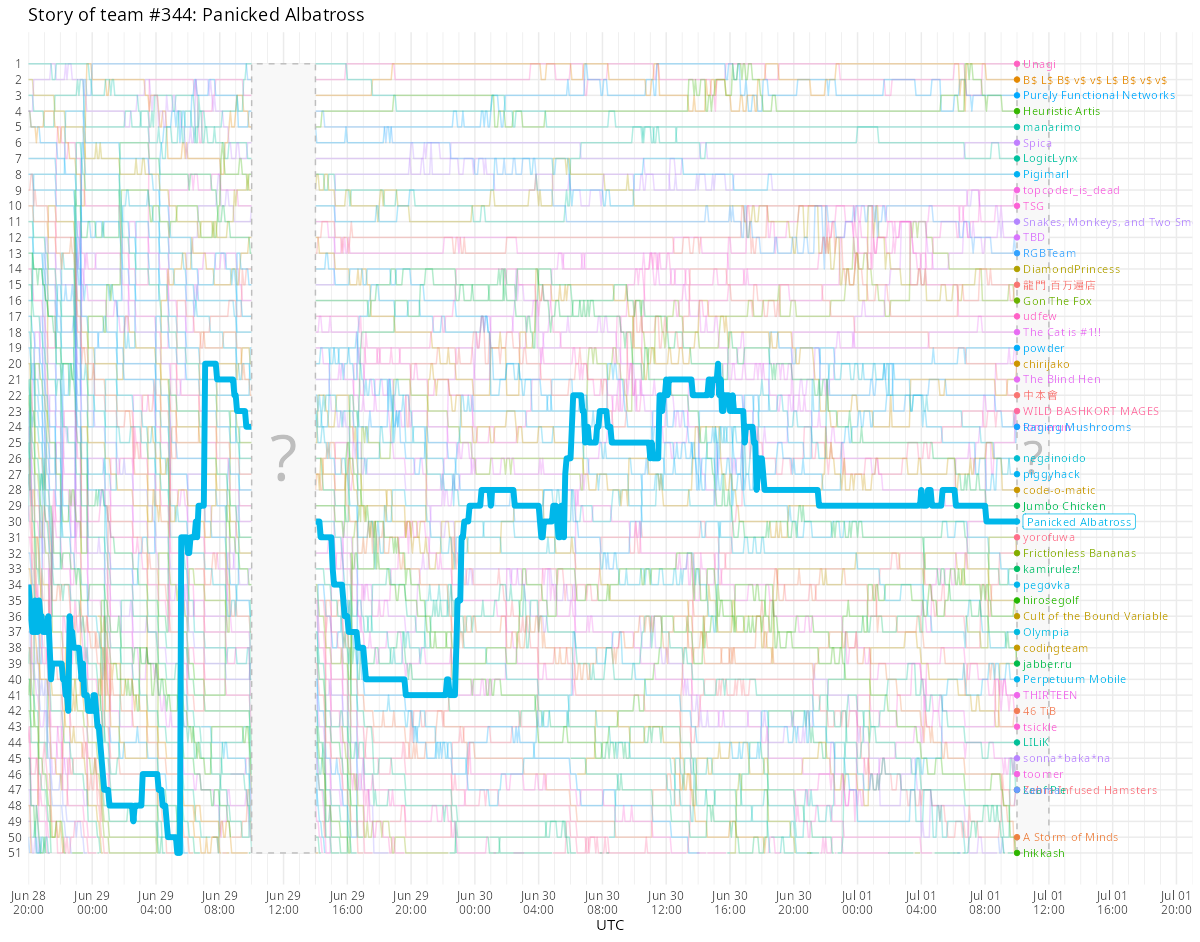 Story of team #344: Panicked Albatross
1
2
3
4
5
6
7
8
9
10
11
12
13
14
15
16
17
18
19
20
21
22
23
24
25
26
27
28
29
30
31
32
33
34
35
36
37
38
39
40
41
42
43
44
45
46
47
48
49
50
51
?
?
Unagi
B$ L$ B$ v$ v$ L$ B$ v$ v$
Purely Functional Networks
Heuristic Artis
manarimo
Spica
LogicLynx
Pigimarl
topcoder_is_dead
TSG
Snakes, Monkeys, and Two Sm
TBD
RGBTeam
DiamondPrincess
龍門 百万遍店
Gon The Fox
udfew
The Cat is #1!!
powder
chirijako
The Blind Hen
中本會
WILD BASHKORT MAGES
Raging Mushrooms
negainoido
piggyhack
code-o-matic
Jumbo Chicken
Panicked Albatross
yorofuwa
Frictionless Bananas
kamirulez!
pegovka
hirosegolf
Cult of the Bound Variable
Olympia
codingteam
jabber.ru
Perpetuum Mobile
THIRTEEN
46 TiB
tsickle
LILiK
sonna*baka*na
toomer
Hamsters
A Storm of Minds
hikkash
Jun 28 20:00
Jun 29 00:00
Jun 29 04:00
Jun 29 08:00
Jun 29 12:00
Jun 29 16:00
Jun 29 20:00
Jun 30 00:00
Jun 30 04:00
Jun 30 08:00
Jun 30 12:00
Jun 30 16:00
Jun 30 20:00
Jul 01 00:00
Jul 01 04:00
Jul 01 08:00
Jul 01 12:00
Jul 01 16:00
Jul 01 20:00
UTC